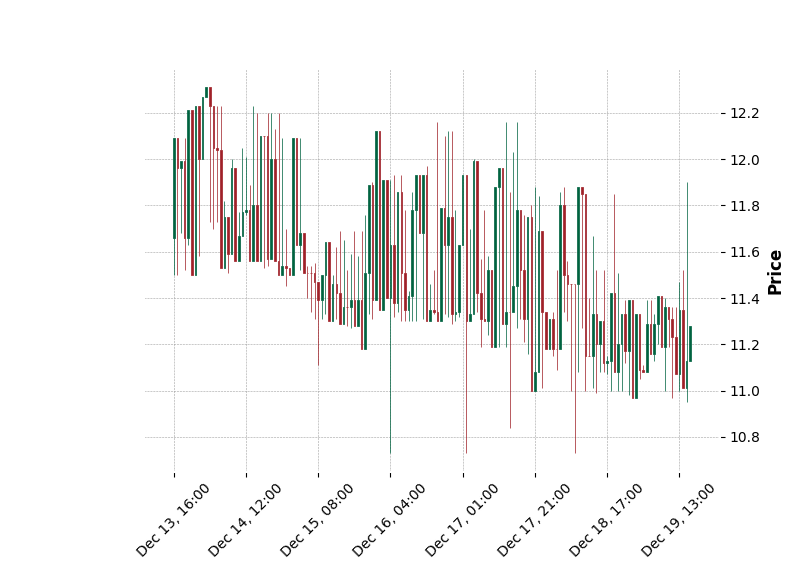 12.2
12.0
11.8
11.6
11.4
11.2
11.0
10.8
Price
Dec 13, 16:00
Dec 14, 12:00
Dec 15, 08:00
Dec 16, 04:00
Dec 17, 01:00
Dec 17, 21:00
Dec 18, 17:00
Dec 19, 13:00